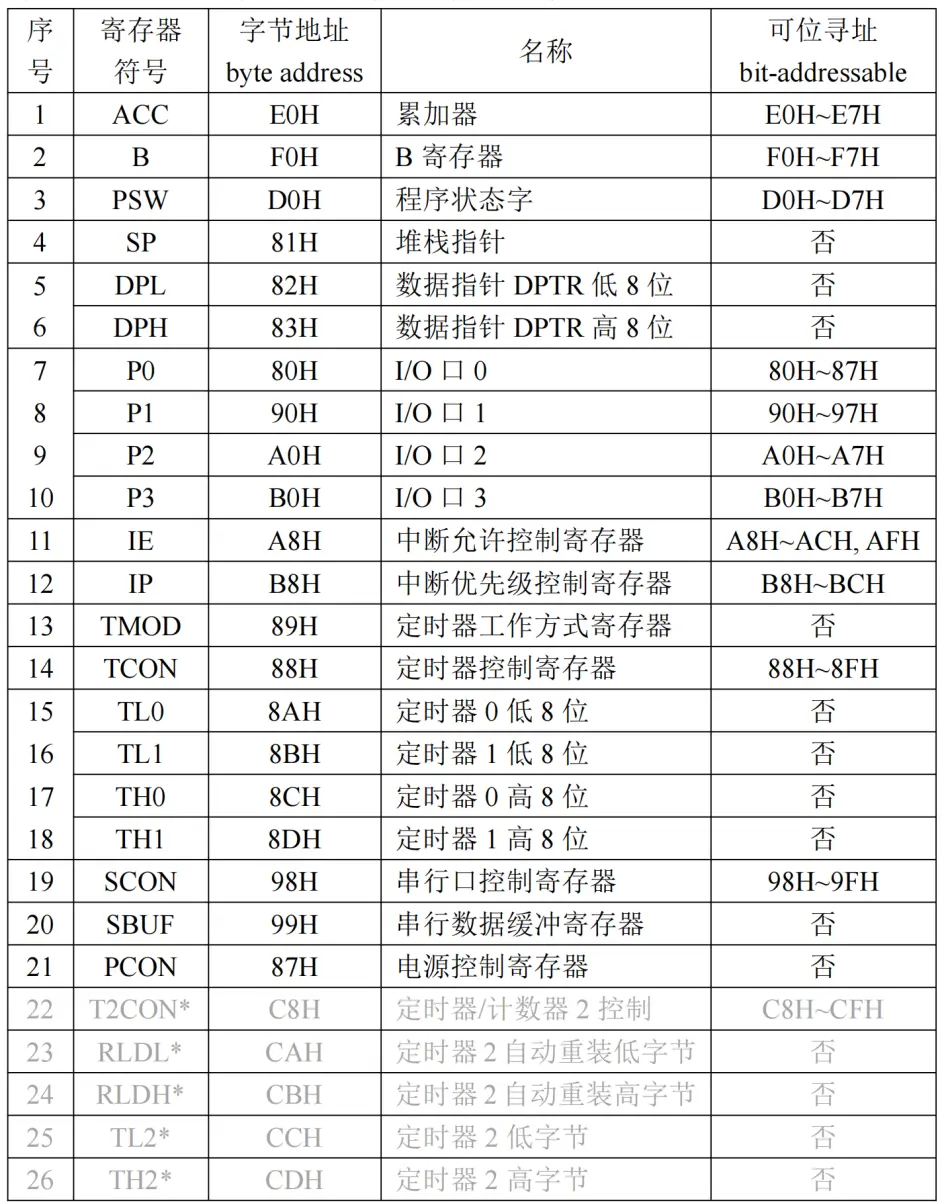 序号 寄存器符号 字节地址 byte address 名称 可位寻址 bit-addressable
1 ACC E0H 累加器 E0H~E7H
2 B F0H B 寄存器 F0H~F7H
3 PSW D0H 程序状态字 D0H~D7H
4 SP 81H 堆栈指针 否
5 DPL 82H 数据指针 DPTR 低 8 位 否
6 DPH 83H 数据指针 DPTR 高 8 位 否
7 P0 80H I/O 口 0 80H~87H
8 P1 90H I/O 口 1 90H~97H
9 P2 A0H I/O 口 2 A0H~A7H
10 P3 B0H I/O 口 3 B0H~B7H
11 IE A8H 中断允许控制寄存器 A8H~ACH, AFH
12 IP B8H 中断优先级控制寄存器 B8H~BCH
13 TMOD 89H 定时器工作方式寄存器 否
14 TCON 88H 定时器控制寄存器 88H~8FH
15 TL0 8AH 定时器 0 低 8 位 否
16 TL1 8BH 定时器 1 低 8 位 否
17 TH0 8CH 定时器 0 高 8 位 否
18 TH1 8DH 定时器 1 高 8 位 否
19 SCON 98H 串行口控制寄存器 98H~9FH
20 SBUF 99H 串行数据缓冲寄存器 否
21 PCON 87H 电源控制寄存器 否
22 T2CON* C8H 定时器/计数器 2 控制 C8H~CFH
23 RLDL* CAH 定时器 2 自动重装低字节 否
24 RLDH* CBH 定时器 2 自动重装高字节 否
25 TL2* CCH 定时器 2 低字节 否
26 TH2* CDH 定时器 2 高字节 否